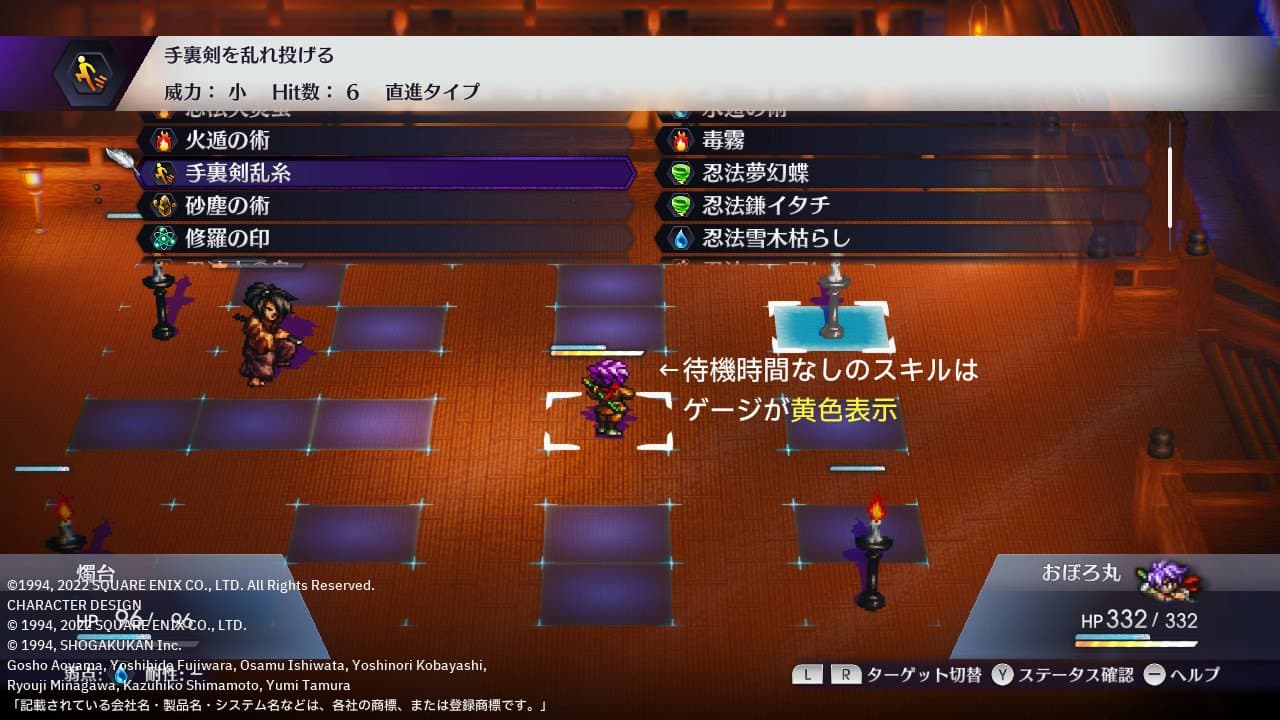 手裏剣を乱れ投げる
威力： 小　Hit数： 6　直進タイプ
火遁の術
毒霧
手裏剣乱糸
忍法夢幻蝶
砂塵の術
忍法鎌イタチ
修羅の印
忍法雪木枯らし
←待機時間なしのスキルは
ゲージが黄色表示
燭台
HP 96/ 96
弱点： 耐性：ー
©1994, 2022 SQUARE ENIX CO., LTD. All Rights Reserved.
CHARACTER DESIGN
© 1994, 2022 SQUARE ENIX CO., LTD.
© 1994, SHOGAKUKAN Inc.
Gosho Aoyama, Yoshihide Fujiwara, Osamu Ishiwata, Yoshinori Kobayashi,
Ryouji Minagawa, Kazuhiko Shimamoto, Yumi Tamura
「記載されている会社名・製品名・システム名などは、各社の商標、または登録商標です。」
おぼろ丸
HP 332 / 332
L R ターゲット切替 Y ステータス確認 − ヘルプ